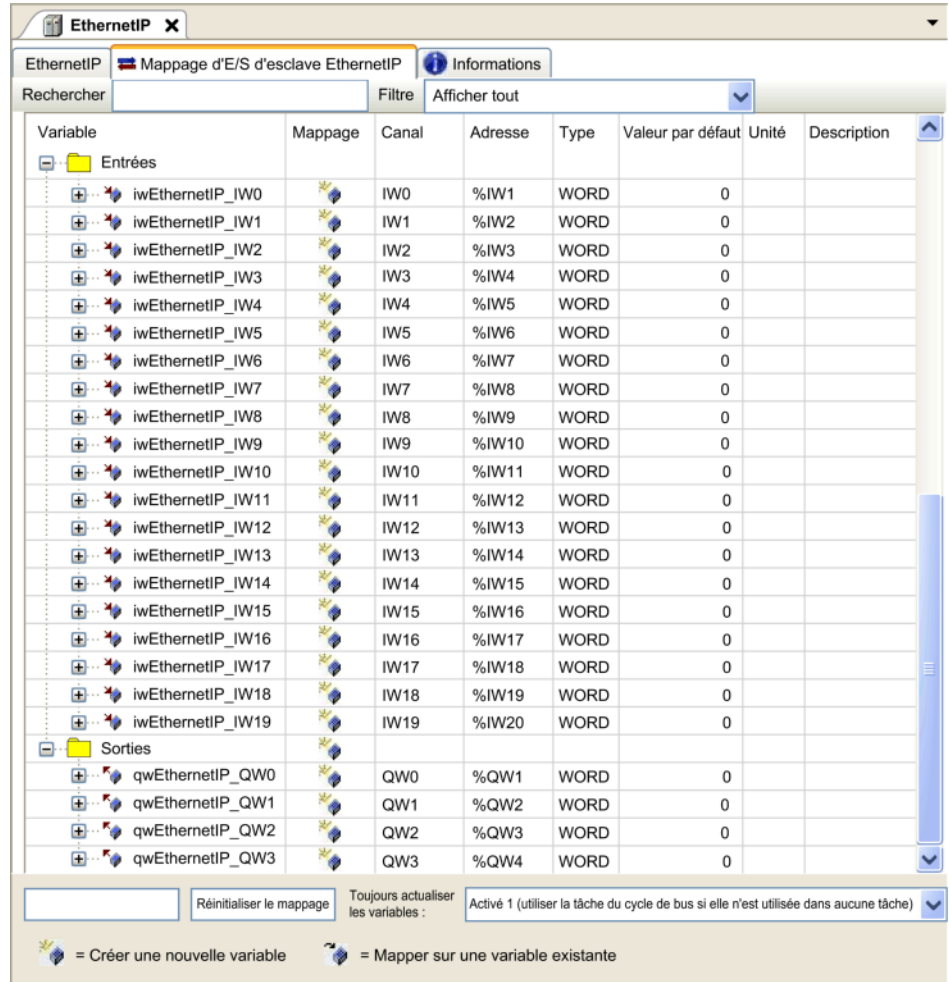 EthernetIP X
EthernetIP Mappage d'E/S d'esclave EthernetIP Informations
Rechercher Filtre Afficher tout
Variable Mappage Canal Adresse Type Valeur par défaut Unité Description
Entrées
iwEthernetIP_IW0 IW0 %IW1 WORD 0
iwEthernetIP_IW1 IW1 %IW2 WORD 0
iwEthernetIP_IW2 IW2 %IW3 WORD 0
iwEthernetIP_IW3 IW3 %IW4 WORD 0
iwEthernetIP_IW4 IW4 %IW5 WORD 0
iwEthernetIP_IW5 IW5 %IW6 WORD 0
iwEthernetIP_IW6 IW6 %IW7 WORD 0
iwEthernetIP_IW7 IW7 %IW8 WORD 0
iwEthernetIP_IW8 IW8 %IW9 WORD 0
iwEthernetIP_IW9 IW9 %IW10 WORD 0
iwEthernetIP_IW10 IW10 %IW11 WORD 0
iwEthernetIP_IW11 IW11 %IW12 WORD 0
iwEthernetIP_IW12 IW12 %IW13 WORD 0
iwEthernetIP_IW13 IW13 %IW14 WORD 0
iwEthernetIP_IW14 IW14 %IW15 WORD 0
iwEthernetIP_IW15 IW15 %IW16 WORD 0
iwEthernetIP_IW16 IW16 %IW17 WORD 0
iwEthernetIP_IW17 IW17 %IW18 WORD 0
iwEthernetIP_IW18 IW18 %IW19 WORD 0
iwEthernetIP_IW19 IW19 %IW20 WORD 0
Sorties
qwEthernetIP_QW0 QW0 %QW1 WORD 0
qwEthernetIP_QW1 QW1 %QW2 WORD 0
qwEthernetIP_QW2 QW2 %QW3 WORD 0
qwEthernetIP_QW3 QW3 %QW4 WORD 0
Réinitialiser le mappage
Toujours actualiser
les variables :
Activé 1 (utiliser la tâche du cycle de bus si elle n'est utilisée dans aucune tâche)
= Créer une nouvelle variable = Mapper sur une variable existante